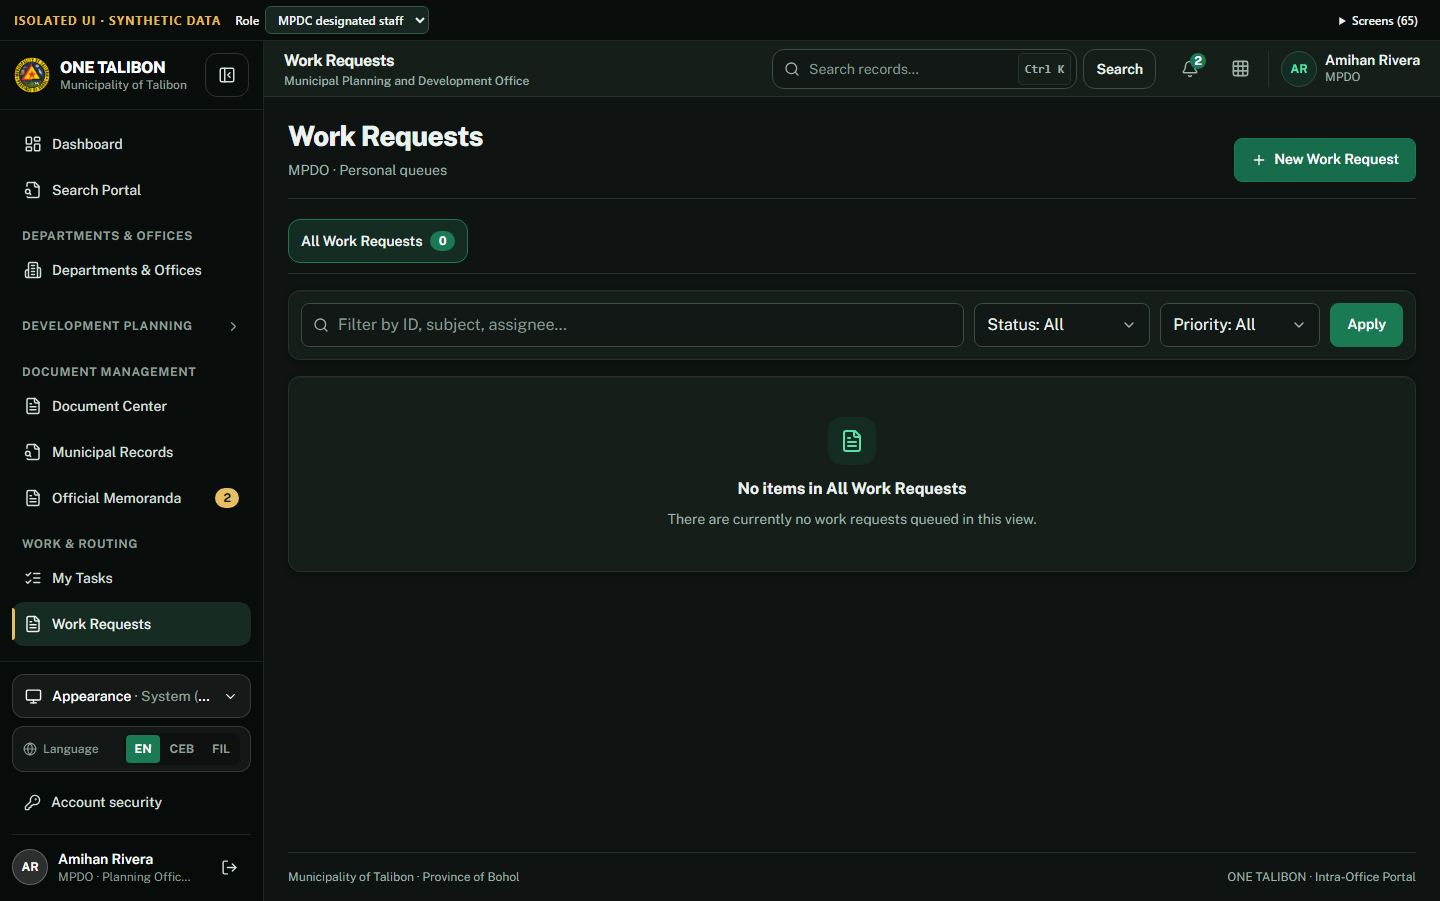 ISOLATED UI · SYNTHETIC DATA
Role
MPDC designated staff
Screens (65)
ONE TALIBON
Municipality of Talibon
Work Requests
Municipal Planning and Development Office
Search records...
Ctrl K
Search
2
AR
Amihan Rivera
MPDO
Dashboard
Search Portal
DEPARTMENTS & OFFICES
Departments & Offices
DEVELOPMENT PLANNING
DOCUMENT MANAGEMENT
Document Center
Municipal Records
Official Memoranda
2
WORK & ROUTING
My Tasks
Work Requests
Appearance · System (...
Language
EN
CEB
FIL
Account security
AR
Amihan Rivera
MPDO · Planning Offic...
Work Requests
MPDO · Personal queues
New Work Request
All Work Requests 0
Filter by ID, subject, assignee...
Status: All
Priority: All
Apply
No items in All Work Requests
There are currently no work requests queued in this view.
Municipality of Talibon · Province of Bohol
ONE TALIBON · Intra-Office Portal